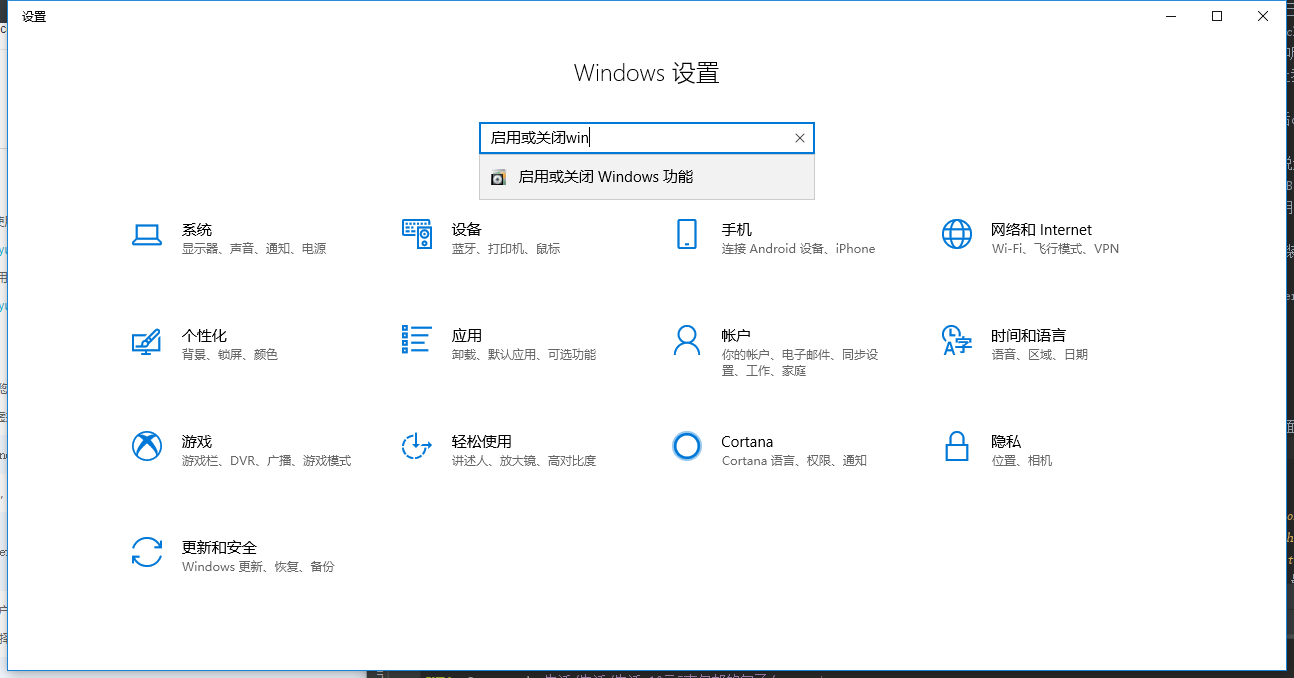 设置
Windows 设置
启用或关闭win
启用或关闭 Windows 功能
系统
显示器、声音、通知、电源
设备
蓝牙、打印机、鼠标
手机
连接 Android 设备、iPhone
网络和 Internet
Wi-Fi、飞行模式、VPN
个性化
背景、锁屏、颜色
应用
卸载、默认应用、可选功能
帐户
你的帐户、电子邮件、同步设
置、工作、家庭
时间和语言
语音、区域、日期
游戏
游戏栏、DVR、广播、游戏模式
轻松使用
讲述人、放大镜、高对比度
Cortana
Cortana 语言、权限、通知
隐私
位置、相机
更新和安全
Windows 更新、恢复、备份